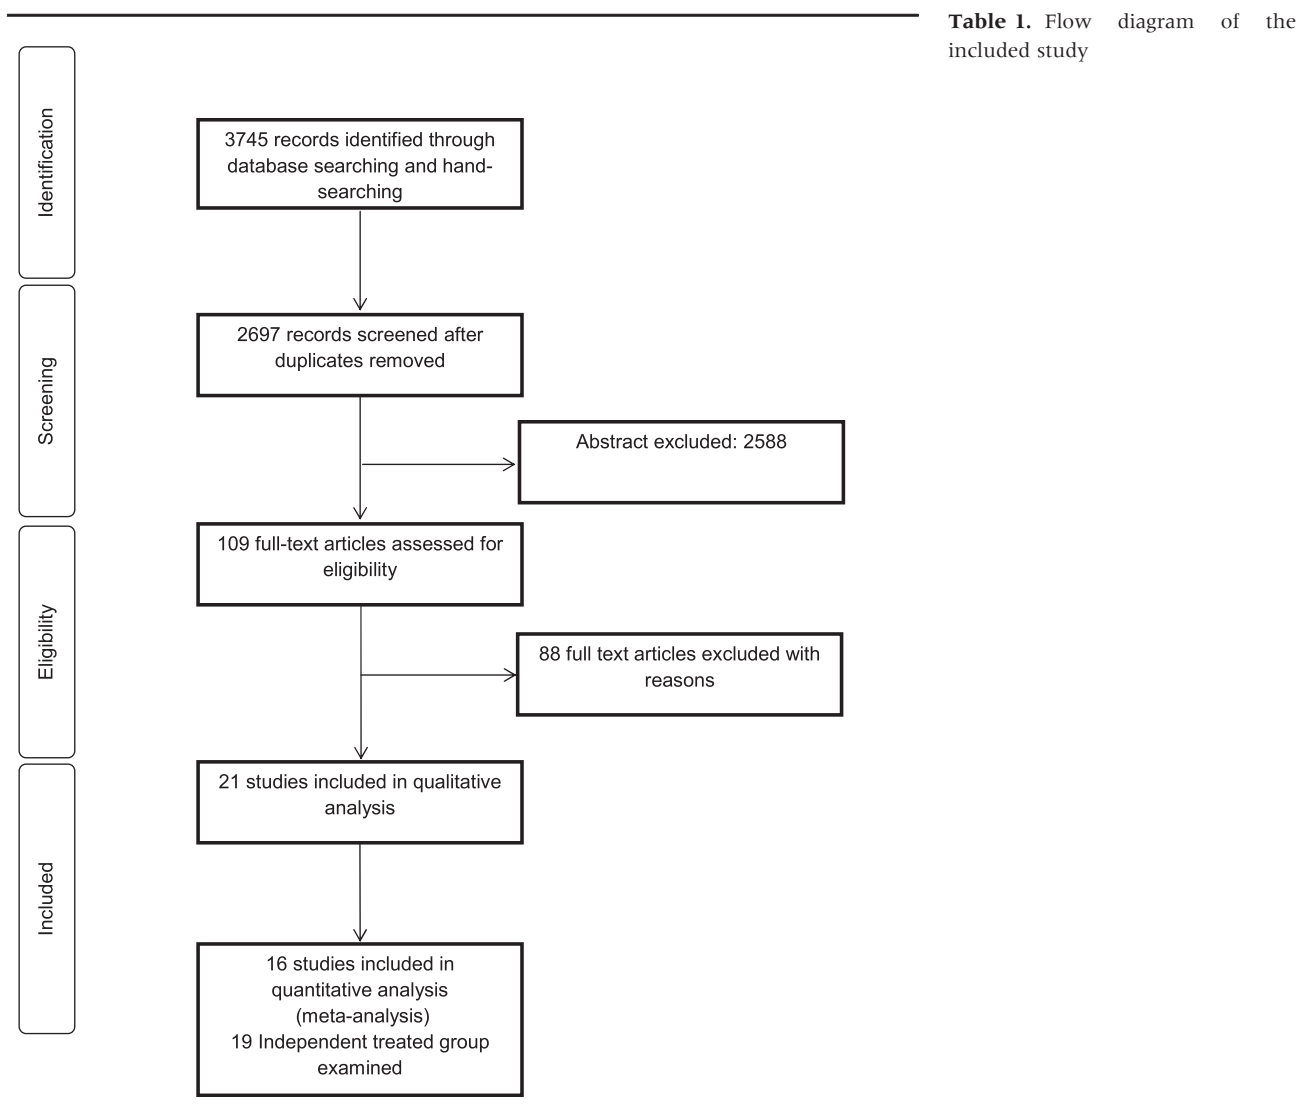 Table 1. Flow diagram of the
included study
Identification
3745 records identified through
database searching and hand-
searching
Screening
2697 records screened after
duplicates removed
Abstract excluded: 2588
Eligibility
109 full-text articles assessed for
eligibility
88 full text articles excluded with
reasons
Included
21 studies included in qualitative
analysis
16 studies included in
quantitative analysis
(meta-analysis)
19 Independent treated group
examined